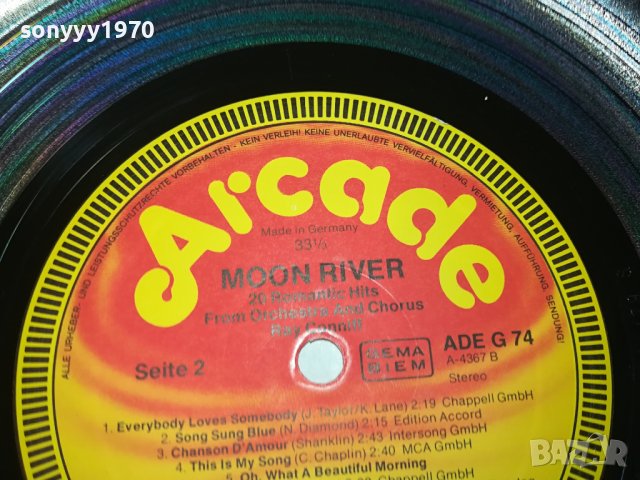 sonyyy1970
ALLE URHEBER- UND LEISTUNGSSCHUTZRECHTE VORBEHALTEN - KEIN VERLEIH! KEINE UNERLAUBTE VERVIELFÄLTIGUNG, VERMIETUNG, AUFFÜHRUNG, SENDUNG!
Arcade
Made in Germany
33⅓
MOON RIVER
20 Romantic Hits
From Orchestra And Chorus
Ray Conniff
Seite 2
GEMA
BIEM
ADE G 74
A-4367 B
Stereo
1. Everybody Loves Somebody (J. Taylor/K. Lane) 2:19 Chappell GmbH
2. Song Sung Blue (N. Diamond) 2:15 Edition Accord
3. Chanson D'Amour (Shanklin) 2:43 Intersong GmbH
4. This Is My Song (C. Chaplin) 2:40 MCA GmbH
5. Oh, What A Beautiful Morning
Chappell GmbH
BAZAR